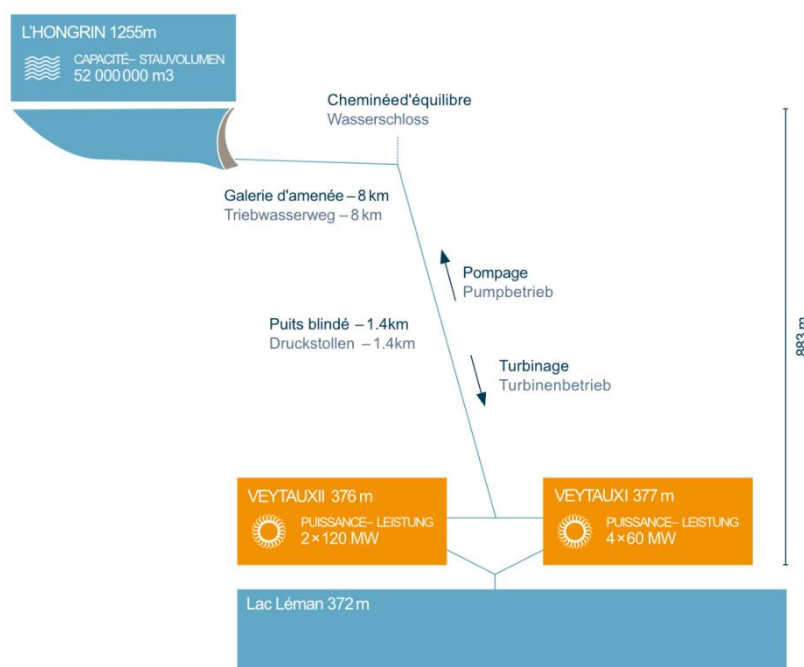 L'HONGRIN 1255m
CAPACITÉ– STAUVOLUMEN
52 000 000 m3
Cheminéed'équilibre
Wasserschloss
Galerie d'amenée – 8 km
Triebwasserweg – 8 km
Pompage
Pumpbetrieb
Puits blindé – 1.4km
Druckstollen – 1.4km
883 m
Turbinage
Turbinenbetrieb
VEYTAUXII 376 m
PUISSANCE– LEISTUNG
2×120 MW
VEYTAUXI 377 m
PUISSANCE– LEISTUNG
4×60 MW
Lac Léman 372 m